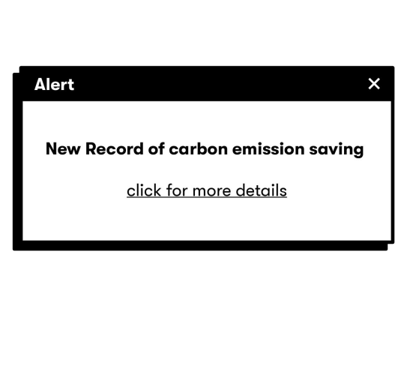 Alert
New Record of carbon emission saving
click for more details